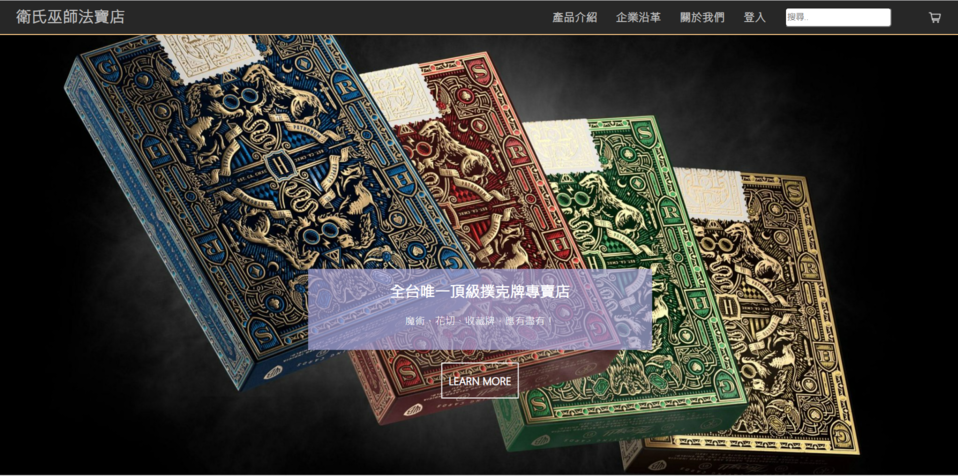 衛氏巫師法寶店
產品介紹 企業沿革 關於我們 登入 搜尋..
全台唯一頂級撲克牌專賣店
魔術、花切、收藏牌，應有盡有！
LEARN MORE